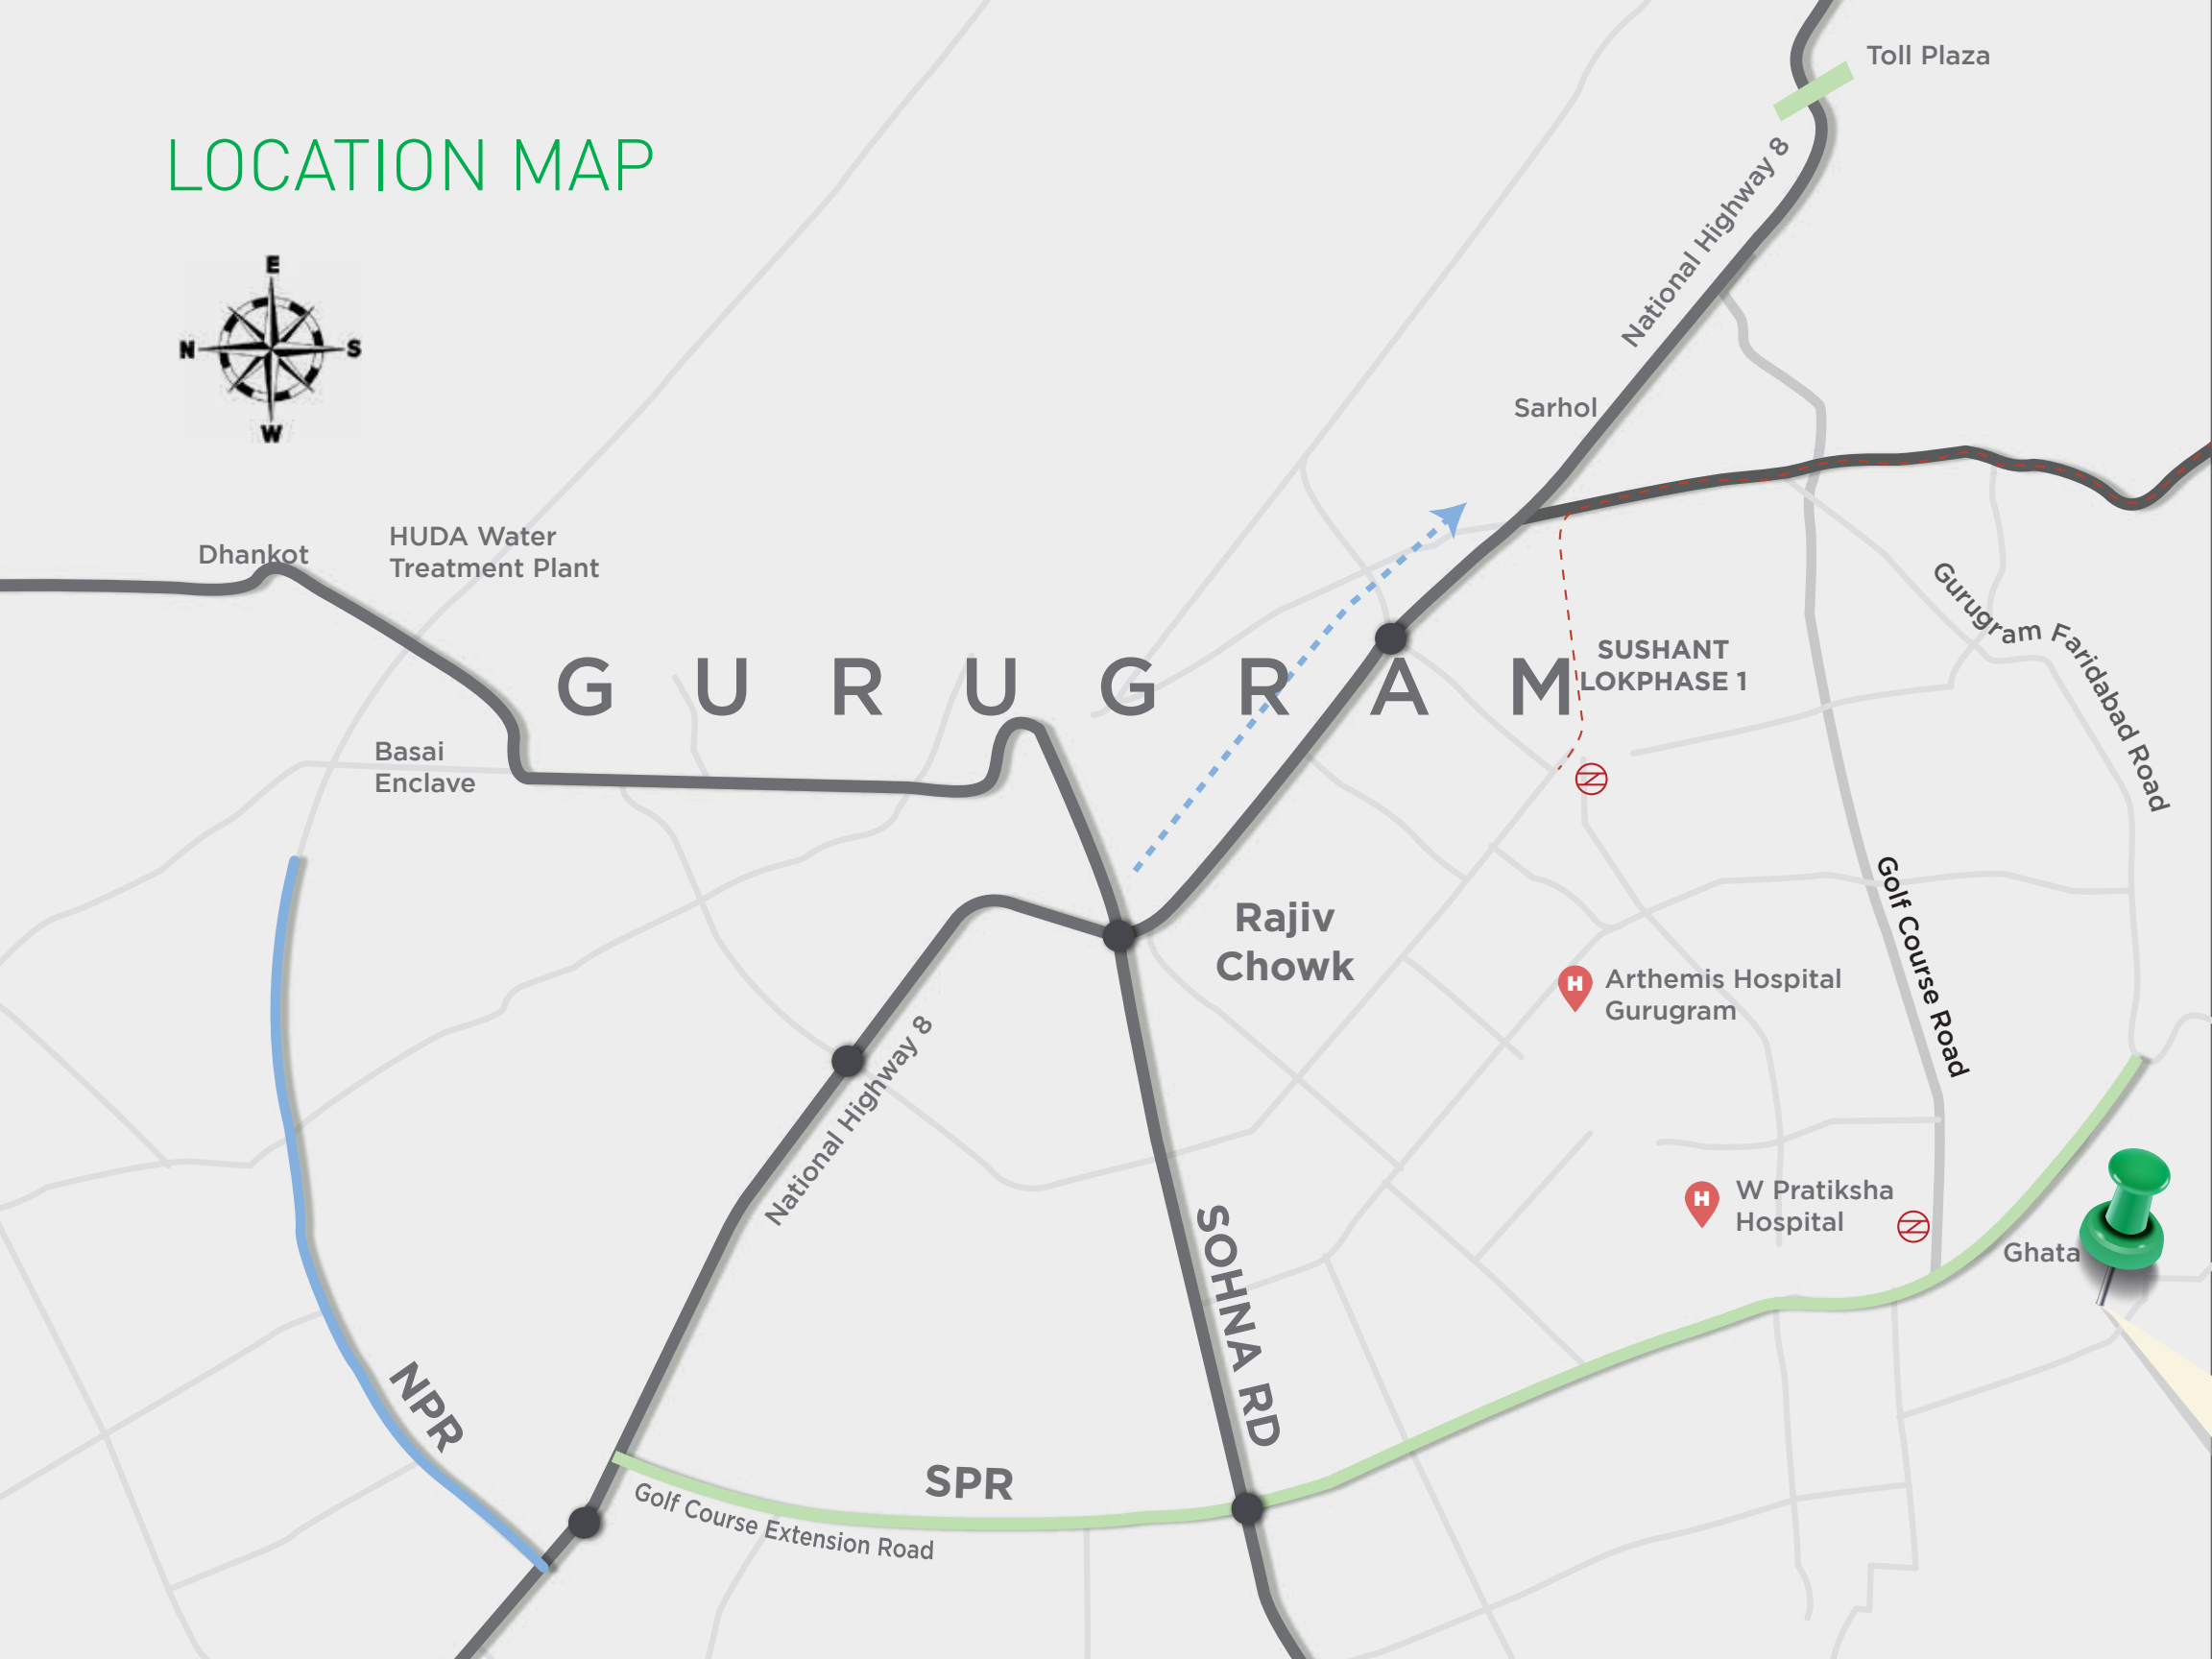 Toll Plaza
LOCATION MAP
National Highway 8
E
N
S
W
Sarhol
HUDA Water
Treatment Plant
Dhankot
Gurugram Faridabad Road
SUSHANT
LOKPHASE 1
GURUGRAM
Basai
Enclave
Golf Course Road
Rajiv
Chowk
H
Arthemis Hospital
Gurugram
National Highway 8
H
W Pratiksha
Hospital
Ghata
SOHNA RD
NPR
SPR
Golf Course Extension Road